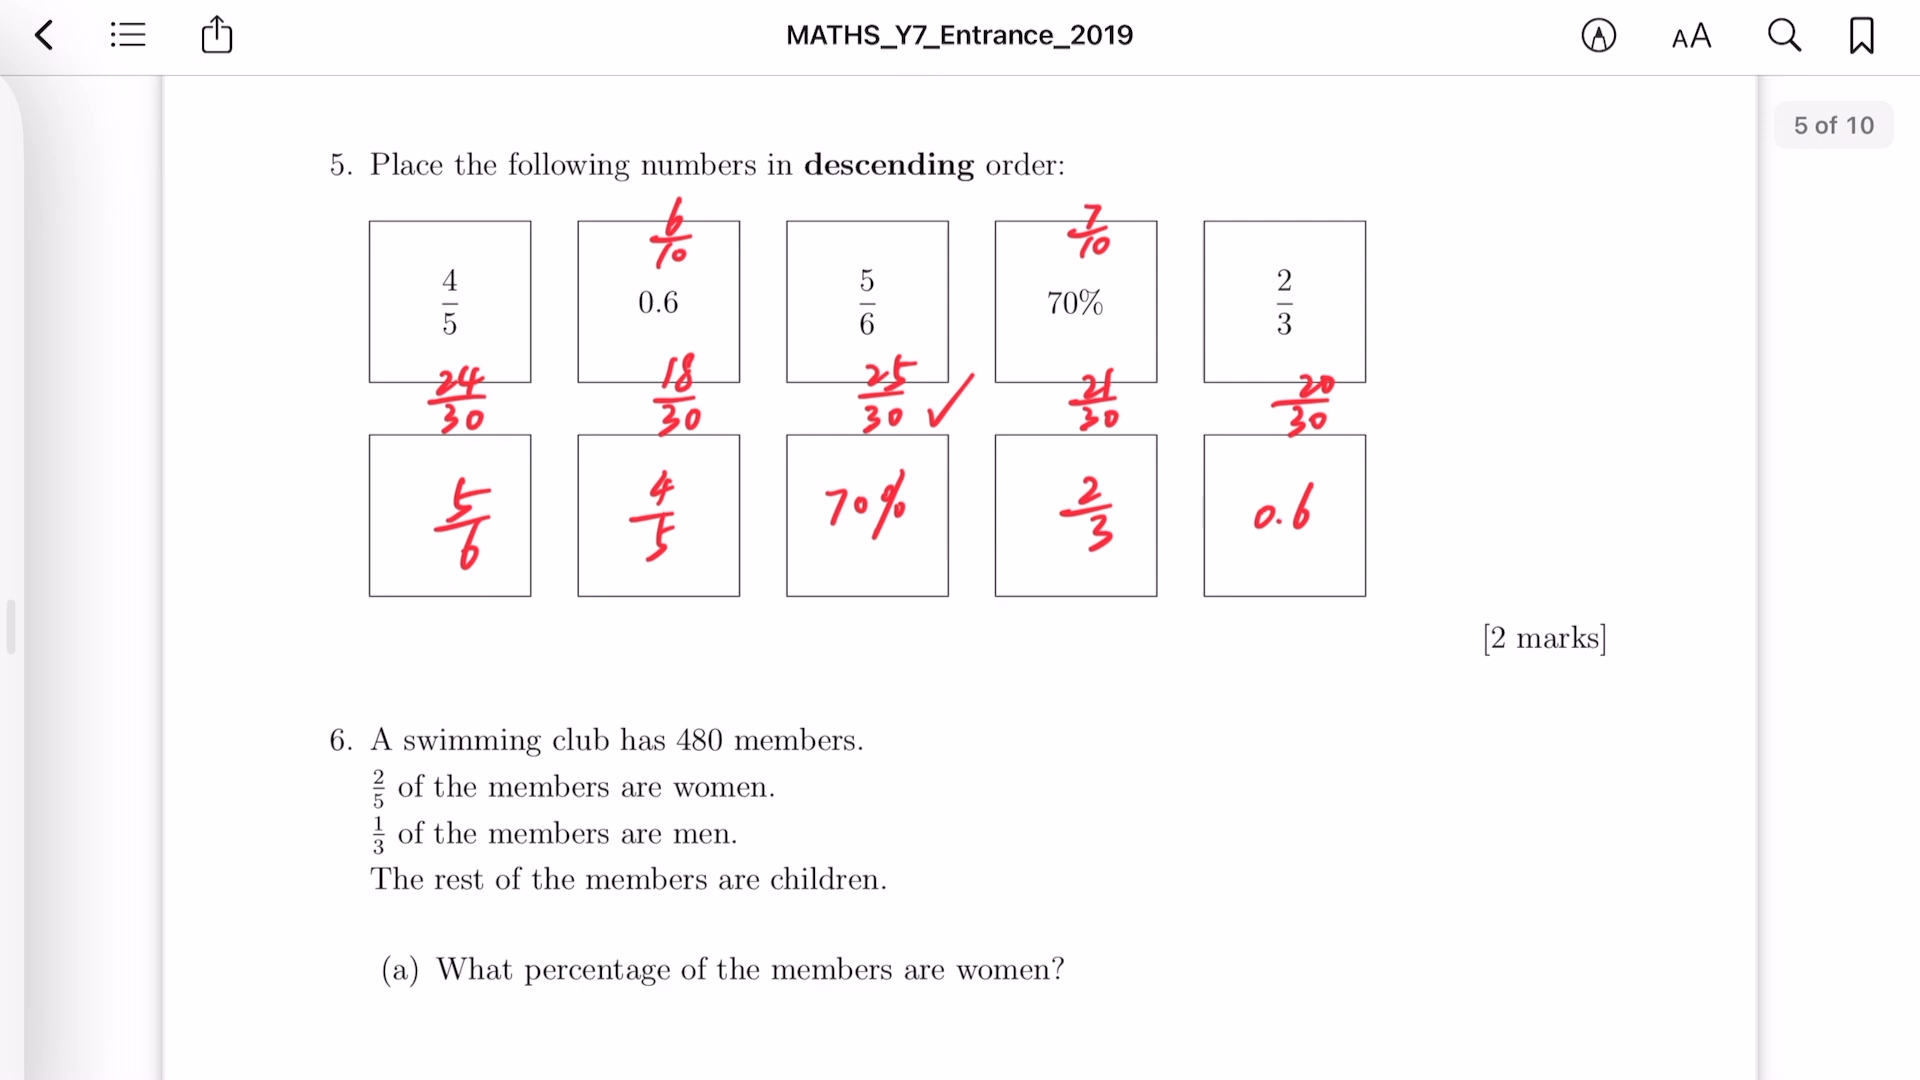 MATHS_Y7_Entrance_2019
AA
5 of 10
5. Place the following numbers in descending order:
6/10 7/10
4/5 0.6 5/6 70% 2/3
24/30 18/30 25/30 ✓ 21/30 20/30
5/6 4/5 70% 2/3 0.6
[2 marks]
6. A swimming club has 480 members.
2/5 of the members are women.
1/3 of the members are men.
The rest of the members are children.
(a) What percentage of the members are women?